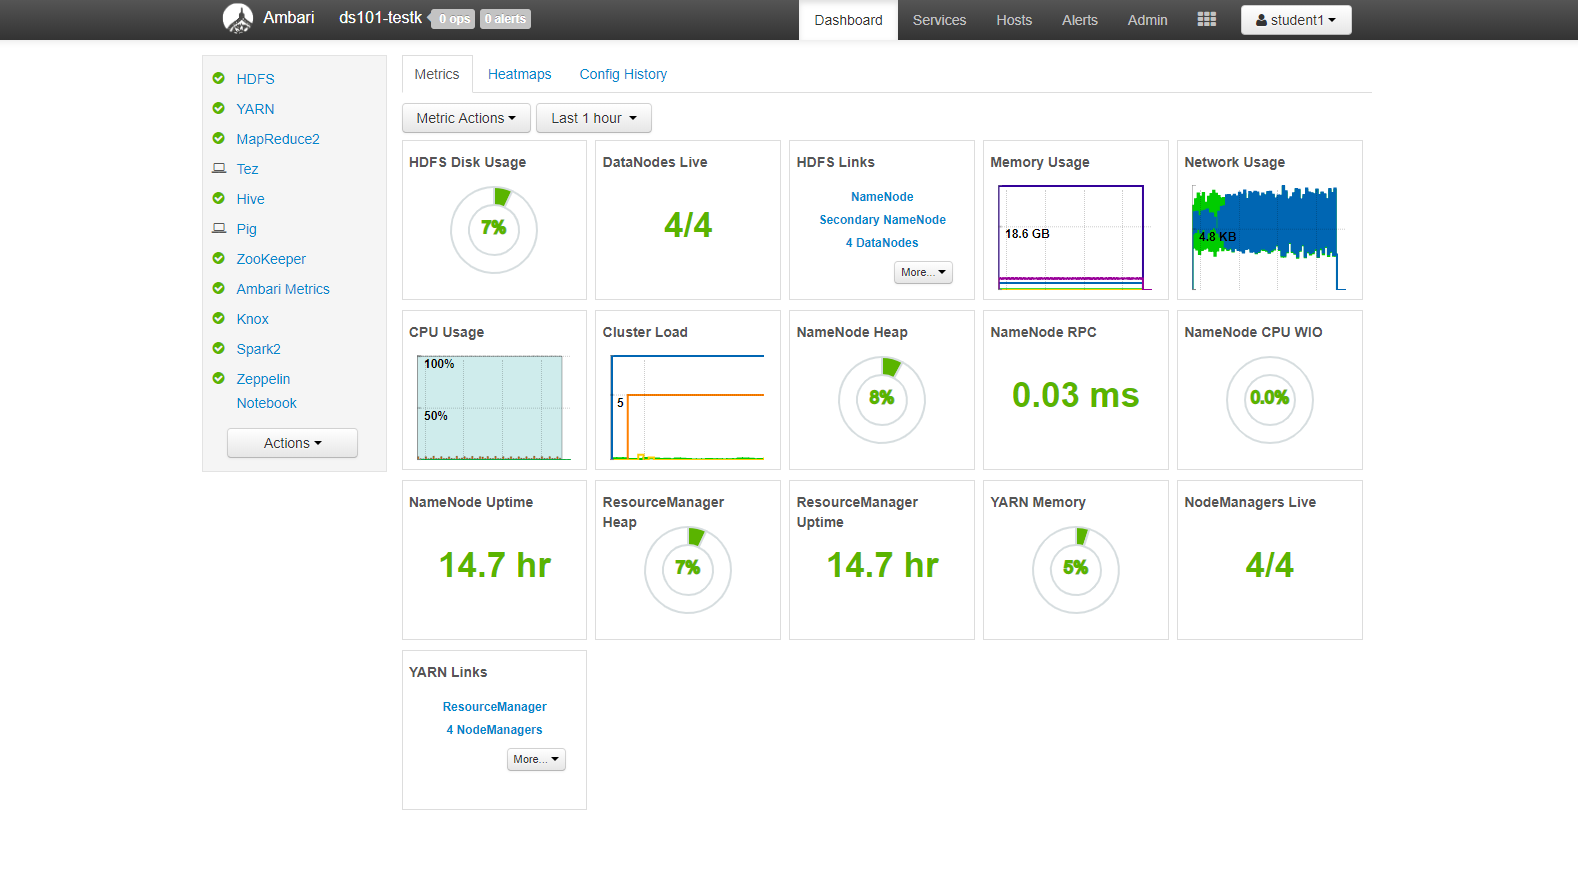 Ambari ds101-testk 0 ops 0 alerts Dashboard Services Hosts Alerts Admin student1
HDFS
YARN
MapReduce2
Tez
Hive
Pig
ZooKeeper
Ambari Metrics
Knox
Spark2
Zeppelin
Notebook
Actions
Metrics Heatmaps Config History
Metric Actions Last 1 hour
HDFS Disk Usage
7%
DataNodes Live
4/4
HDFS Links
NameNode
Secondary NameNode
4 DataNodes
More...
Memory Usage
18.6 GB
Network Usage
4.8 KB
CPU Usage
100%
50%
Cluster Load
5
NameNode Heap
8%
NameNode RPC
0.03 ms
NameNode CPU WIO
0.0%
NameNode Uptime
14.7 hr
ResourceManager
Heap
7%
ResourceManager
Uptime
14.7 hr
YARN Memory
5%
NodeManagers Live
4/4
YARN Links
ResourceManager
4 NodeManagers
More...